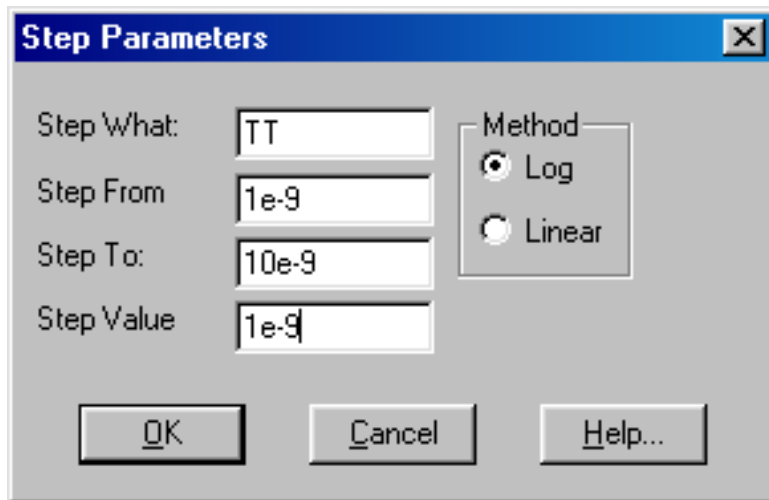 Step Parameters
Step What: TT
Step From 1e-9
Step To: 10e-9
Step Value 1e-9
Method
Log
Linear
OK Cancel Help...